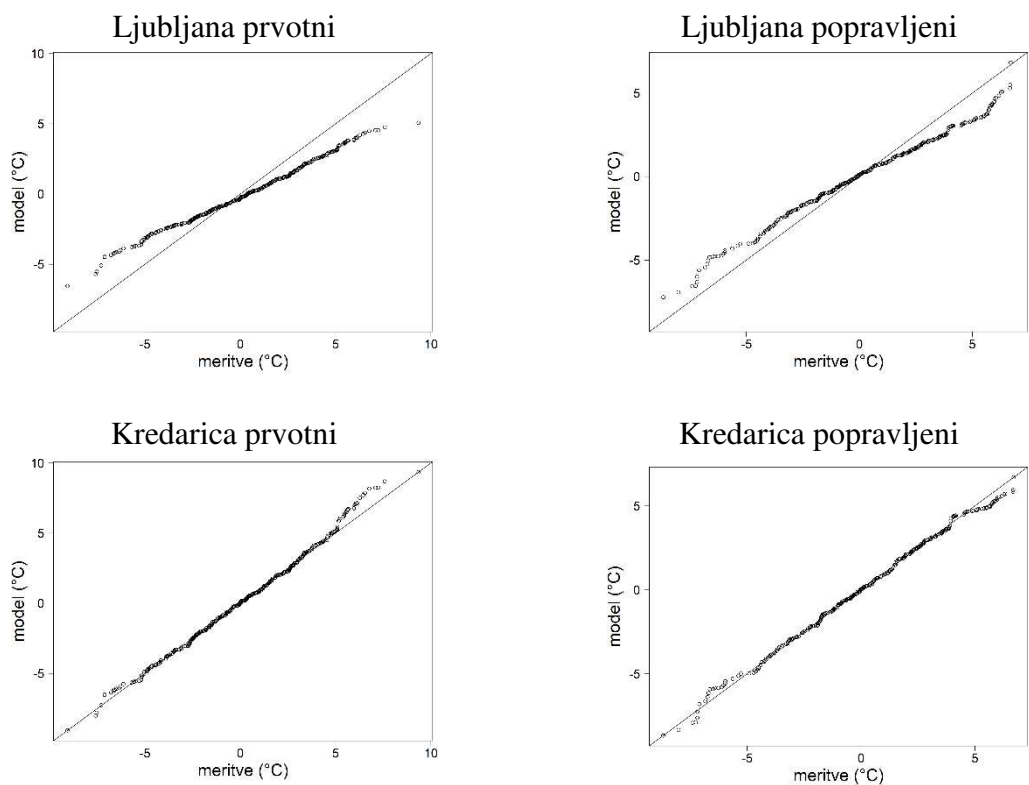 Ljubljana prvotni
10
5
0
-5
model (°C)
-5
0
5
10
meritve (°C)
Ljubljana popravljeni
5
0
-5
model (°C)
-5
0
5
meritve (°C)
Kredarica prvotni
10
5
0
-5
model (°C)
-5
0
5
10
meritve (°C)
Kredarica popravljeni
5
0
-5
model (°C)
-5
0
5
meritve (°C)